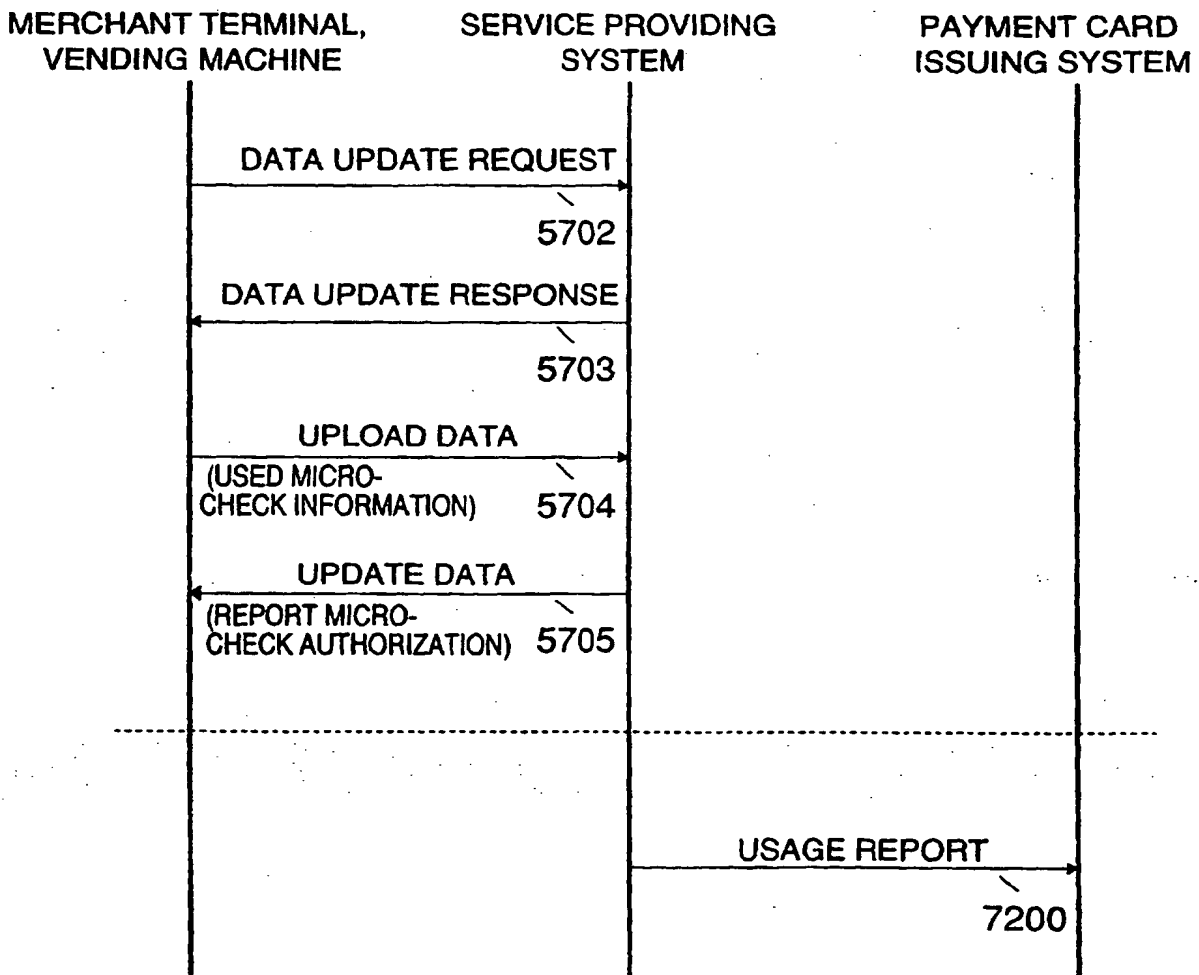 MERCHANT TERMINAL,
VENDING MACHINE
SERVICE PROVIDING
SYSTEM
PAYMENT CARD
ISSUING SYSTEM
DATA UPDATE REQUEST
5702
DATA UPDATE RESPONSE
5703
UPLOAD DATA
(USED MICRO-
CHECK INFORMATION)
5704
UPDATE DATA
(REPORT MICRO-
CHECK AUTHORIZATION)
5705
USAGE REPORT
7200